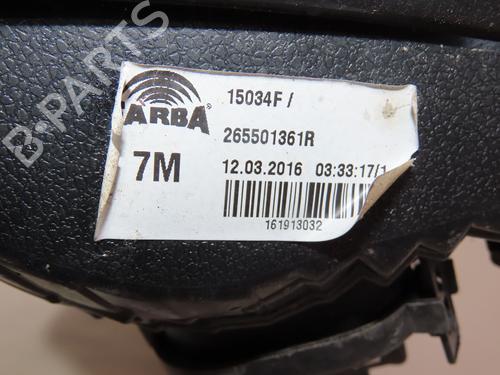 B-PARTS
ARBA®
15034F /
265501361R
7M
12.03.2016 03:33:17/1
161913032